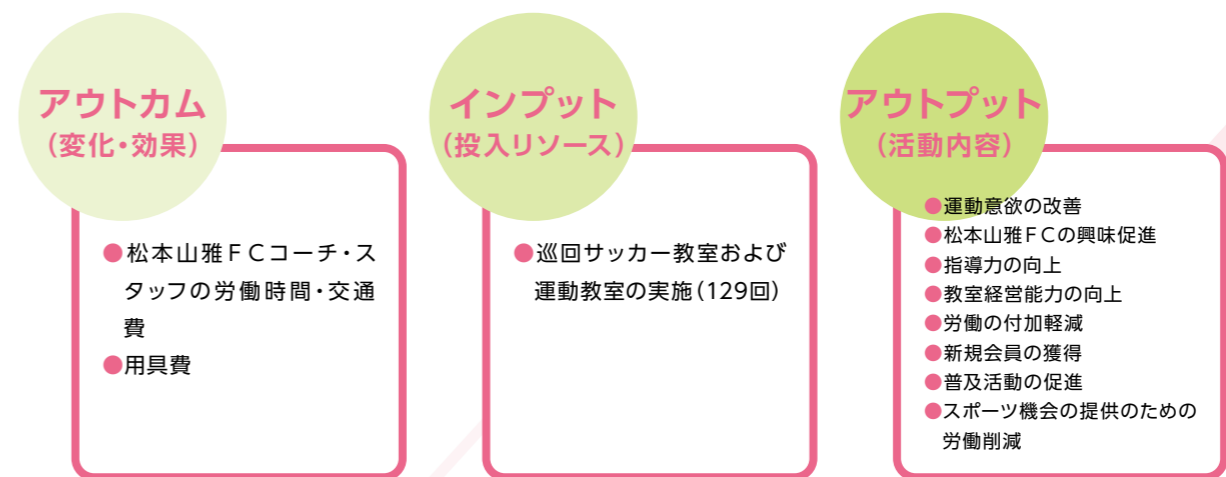 アウトカム
（変化・効果）
●松本山雅ＦＣコーチ・ス
タッフの労働時間・交通
費
●用具費
インプット
（投入リソース）
●巡回サッカー教室および
運動教室の実施（129回）
アウトプット
（活動内容）
●運動意欲の改善
●松本山雅ＦＣの興味促進
●指導力の向上
●教室経営能力の向上
●労働の付加軽減
●新規会員の獲得
●普及活動の促進
●スポーツ機会の提供のための
労働削減